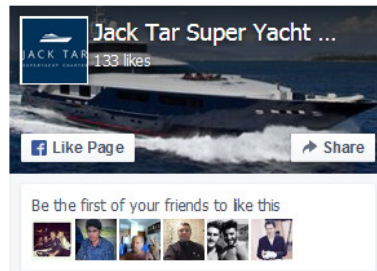 Jack Tar Super Yacht ...
133 likes
JACK TAR
SUPERYACHT CHARTER
Like Page
Share
Be the first of your friends to like this